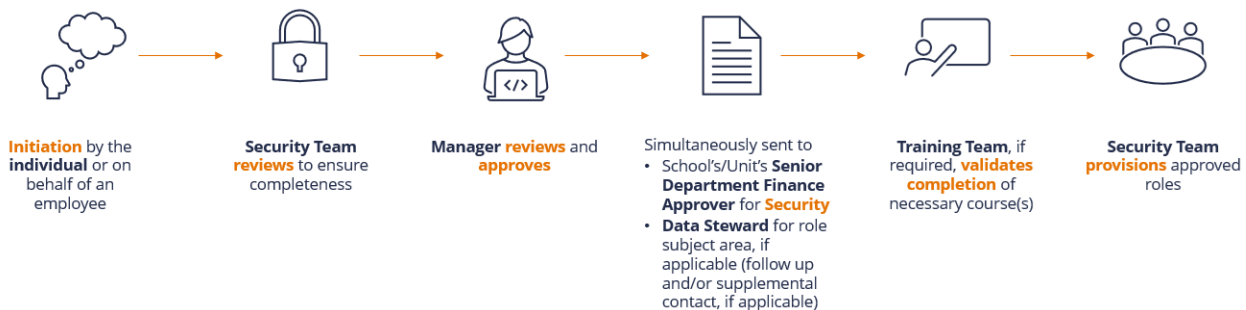 </>
Initiation by the
individual or on
behalf of an
employee
Security Team
reviews to ensure
completeness
Manager reviews and
approves
Simultaneously sent to
• School's/Unit's Senior
Department Finance
Approver for Security
• Data Steward for role
subject area, if
applicable (follow up
and/or supplemental
contact, if applicable)
Training Team, if
required, validates
completion of
necessary course(s)
Security Team
provisions approved
roles